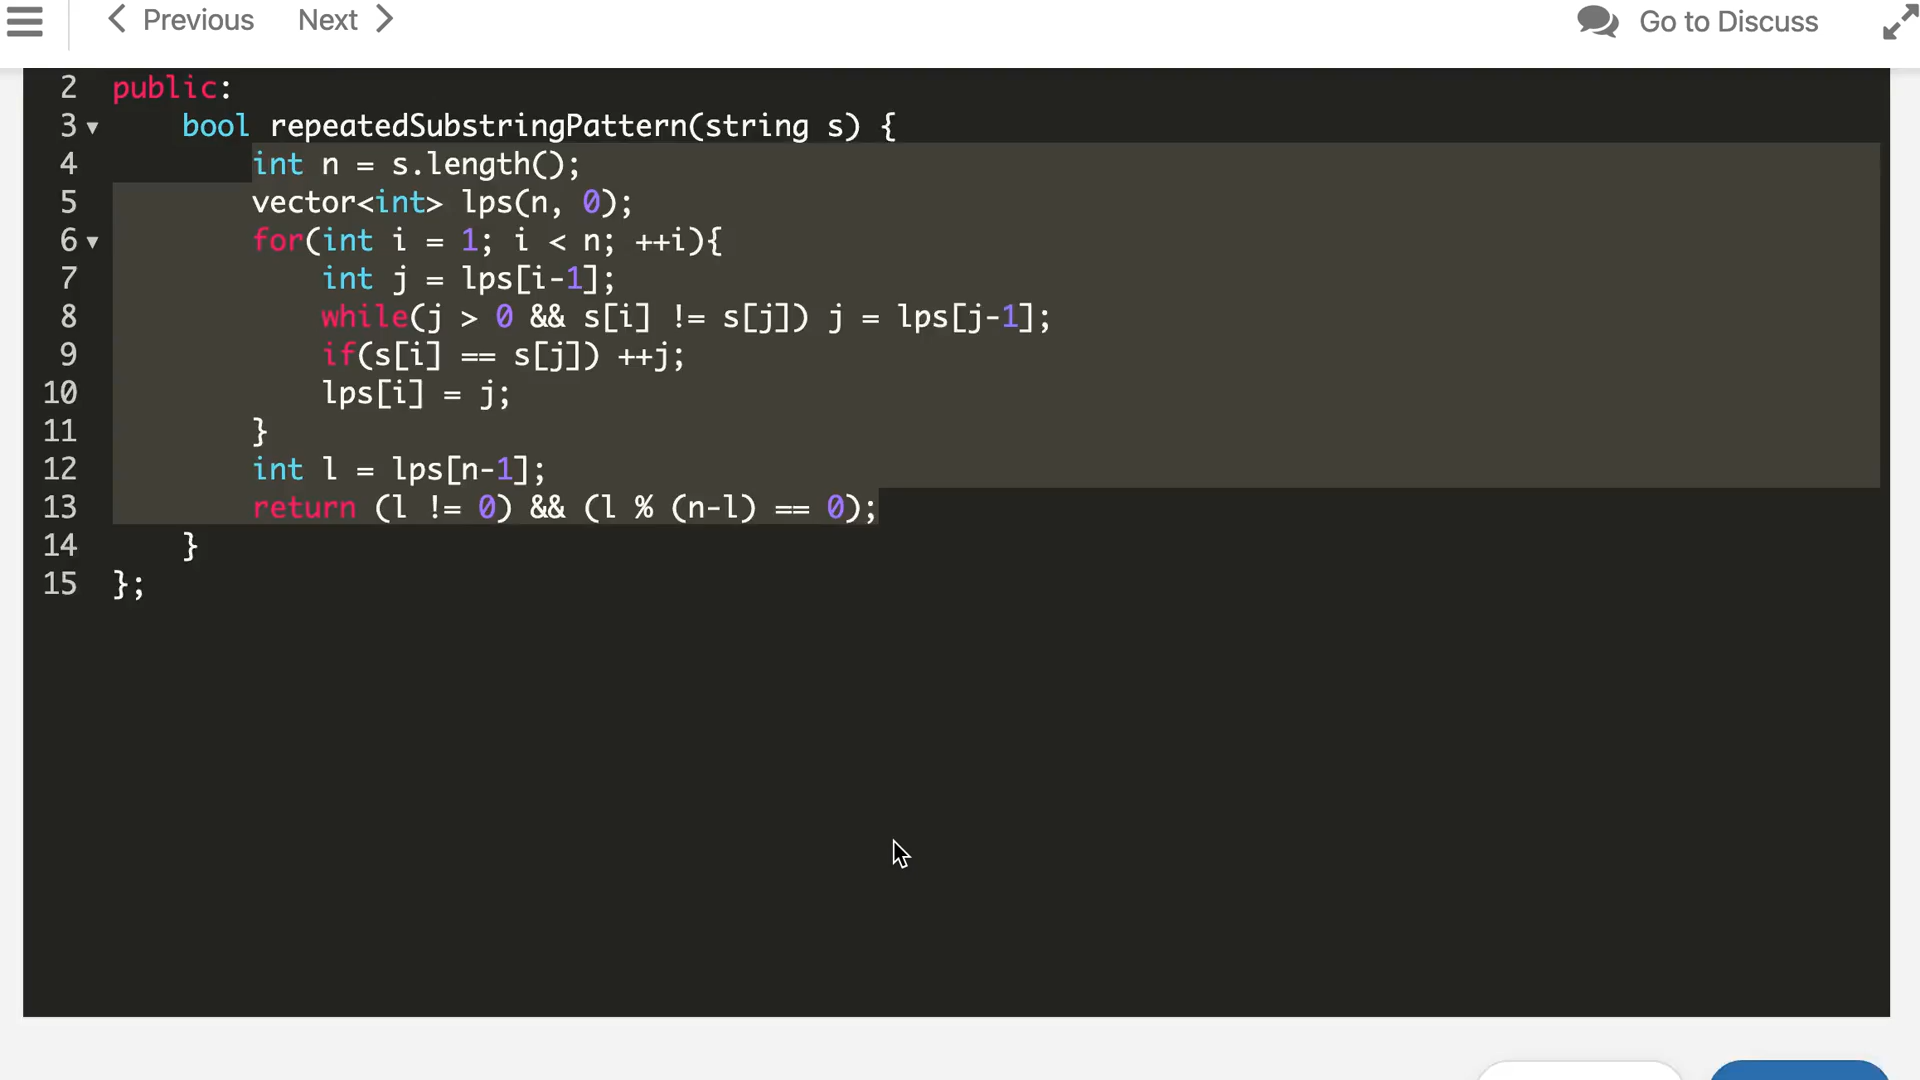 Previous Next Go to Discuss
2 public:
3 bool repeatedSubstringPattern(string s) {
4 int n = s.length();
5 vector<int> lps(n, 0);
6 for(int i = 1; i < n; ++i){
7 int j = lps[i-1];
8 while(j > 0 && s[i] != s[j]) j = lps[j-1];
9 if(s[i] == s[j]) ++j;
10 lps[i] = j;
11 }
12 int l = lps[n-1];
13 return (l != 0) && (l % (n-l) == 0);
14 }
15 };